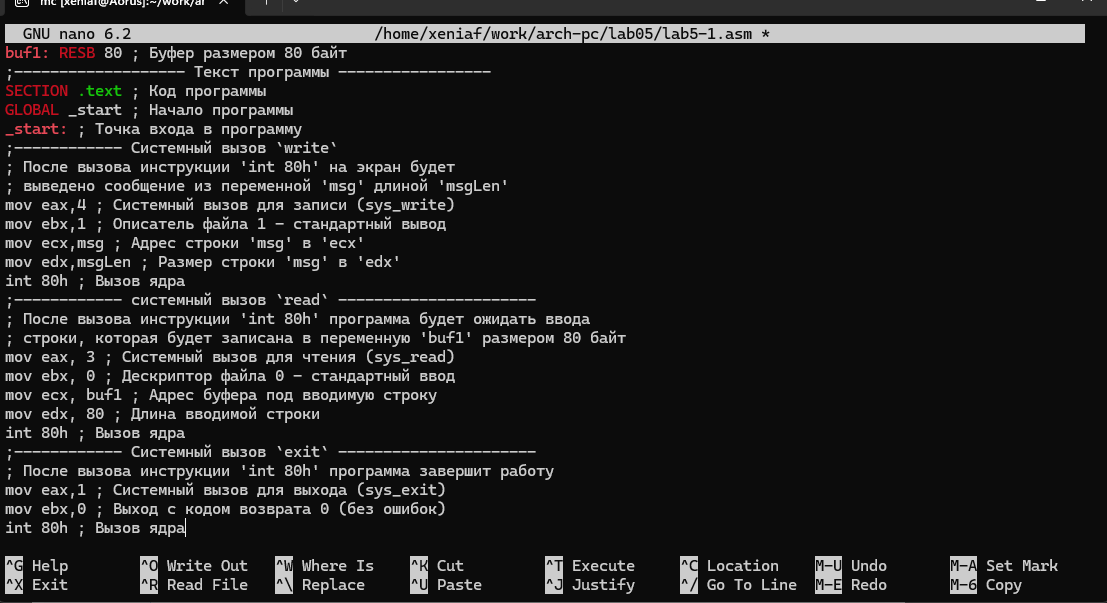 mc [xeniaf@Aorus]:~/work/ar
GNU nano 6.2 /home/xeniaf/work/arch-pc/lab05/lab5-1.asm *
buf1: RESB 80 ; Буфер размером 80 байт
;------------------- Текст программы -----------------
SECTION .text ; Код программы
GLOBAL _start ; Начало программы
_start: ; Точка входа в программу
;------------ Системный вызов `write`
; После вызова инструкции 'int 80h' на экран будет
; выведено сообщение из переменной 'msg' длиной 'msgLen'
mov eax,4 ; Системный вызов для записи (sys_write)
mov ebx,1 ; Описатель файла 1 - стандартный вывод
mov ecx,msg ; Адрес строки 'msg' в 'ecx'
mov edx,msgLen ; Размер строки 'msg' в 'edx'
int 80h ; Вызов ядра
;------------ системный вызов `read` ----------------------
; После вызова инструкции 'int 80h' программа будет ожидать ввода
; строки, которая будет записана в переменную 'buf1' размером 80 байт
mov eax, 3 ; Системный вызов для чтения (sys_read)
mov ebx, 0 ; Дескриптор файла 0 - стандартный ввод
mov ecx, buf1 ; Адрес буфера под вводимую строку
mov edx, 80 ; Длина вводимой строки
int 80h ; Вызов ядра
;------------ Системный вызов `exit` ----------------------
; После вызова инструкции 'int 80h' программа завершит работу
mov eax,1 ; Системный вызов для выхода (sys_exit)
mov ebx,0 ; Выход с кодом возврата 0 (без ошибок)
int 80h ; Вызов ядра
^G Help ^O Write Out ^W Where Is ^K Cut ^T Execute ^C Location M-U Undo M-A Set Mark
^X Exit ^R Read File ^\ Replace ^U Paste ^J Justify ^/ Go To Line M-E Redo M-6 Copy